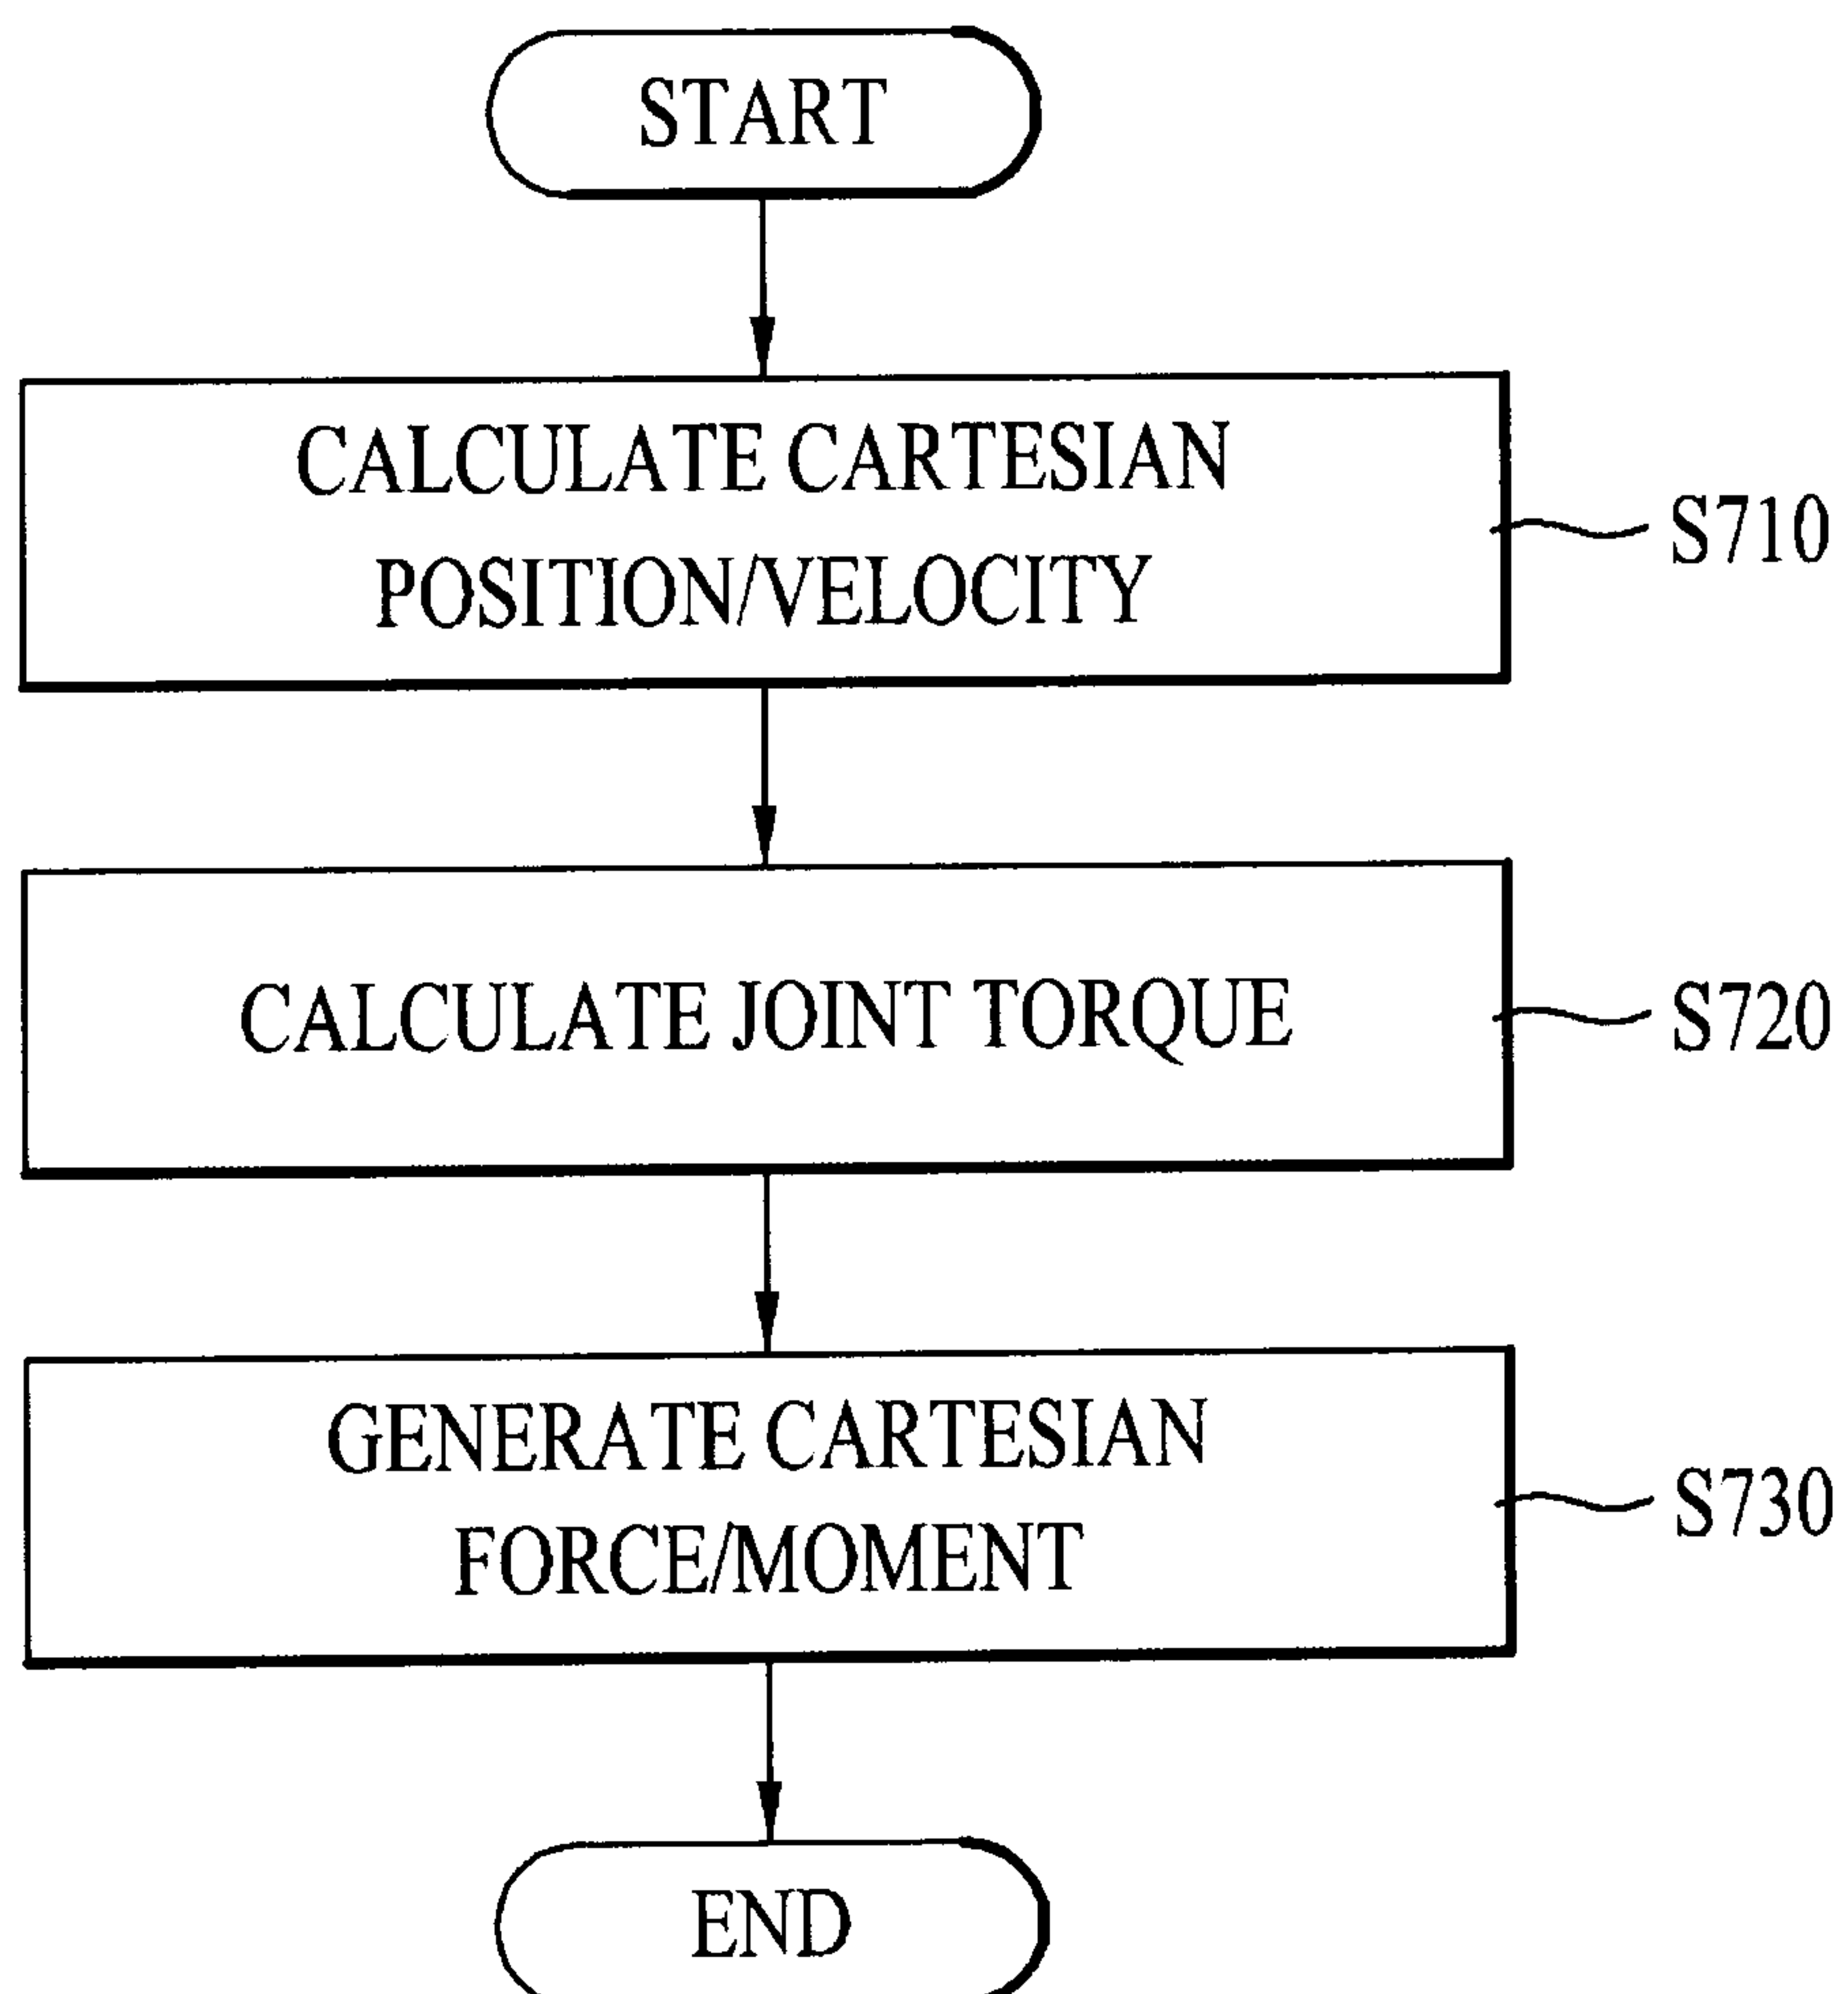 START
CALCULATE CARTESIAN
POSITION/VELOCITY
S710
CALCULATE JOINT TORQUE
S720
GENERATE CARTESIAN
FORCE/MOMENT
S730
END